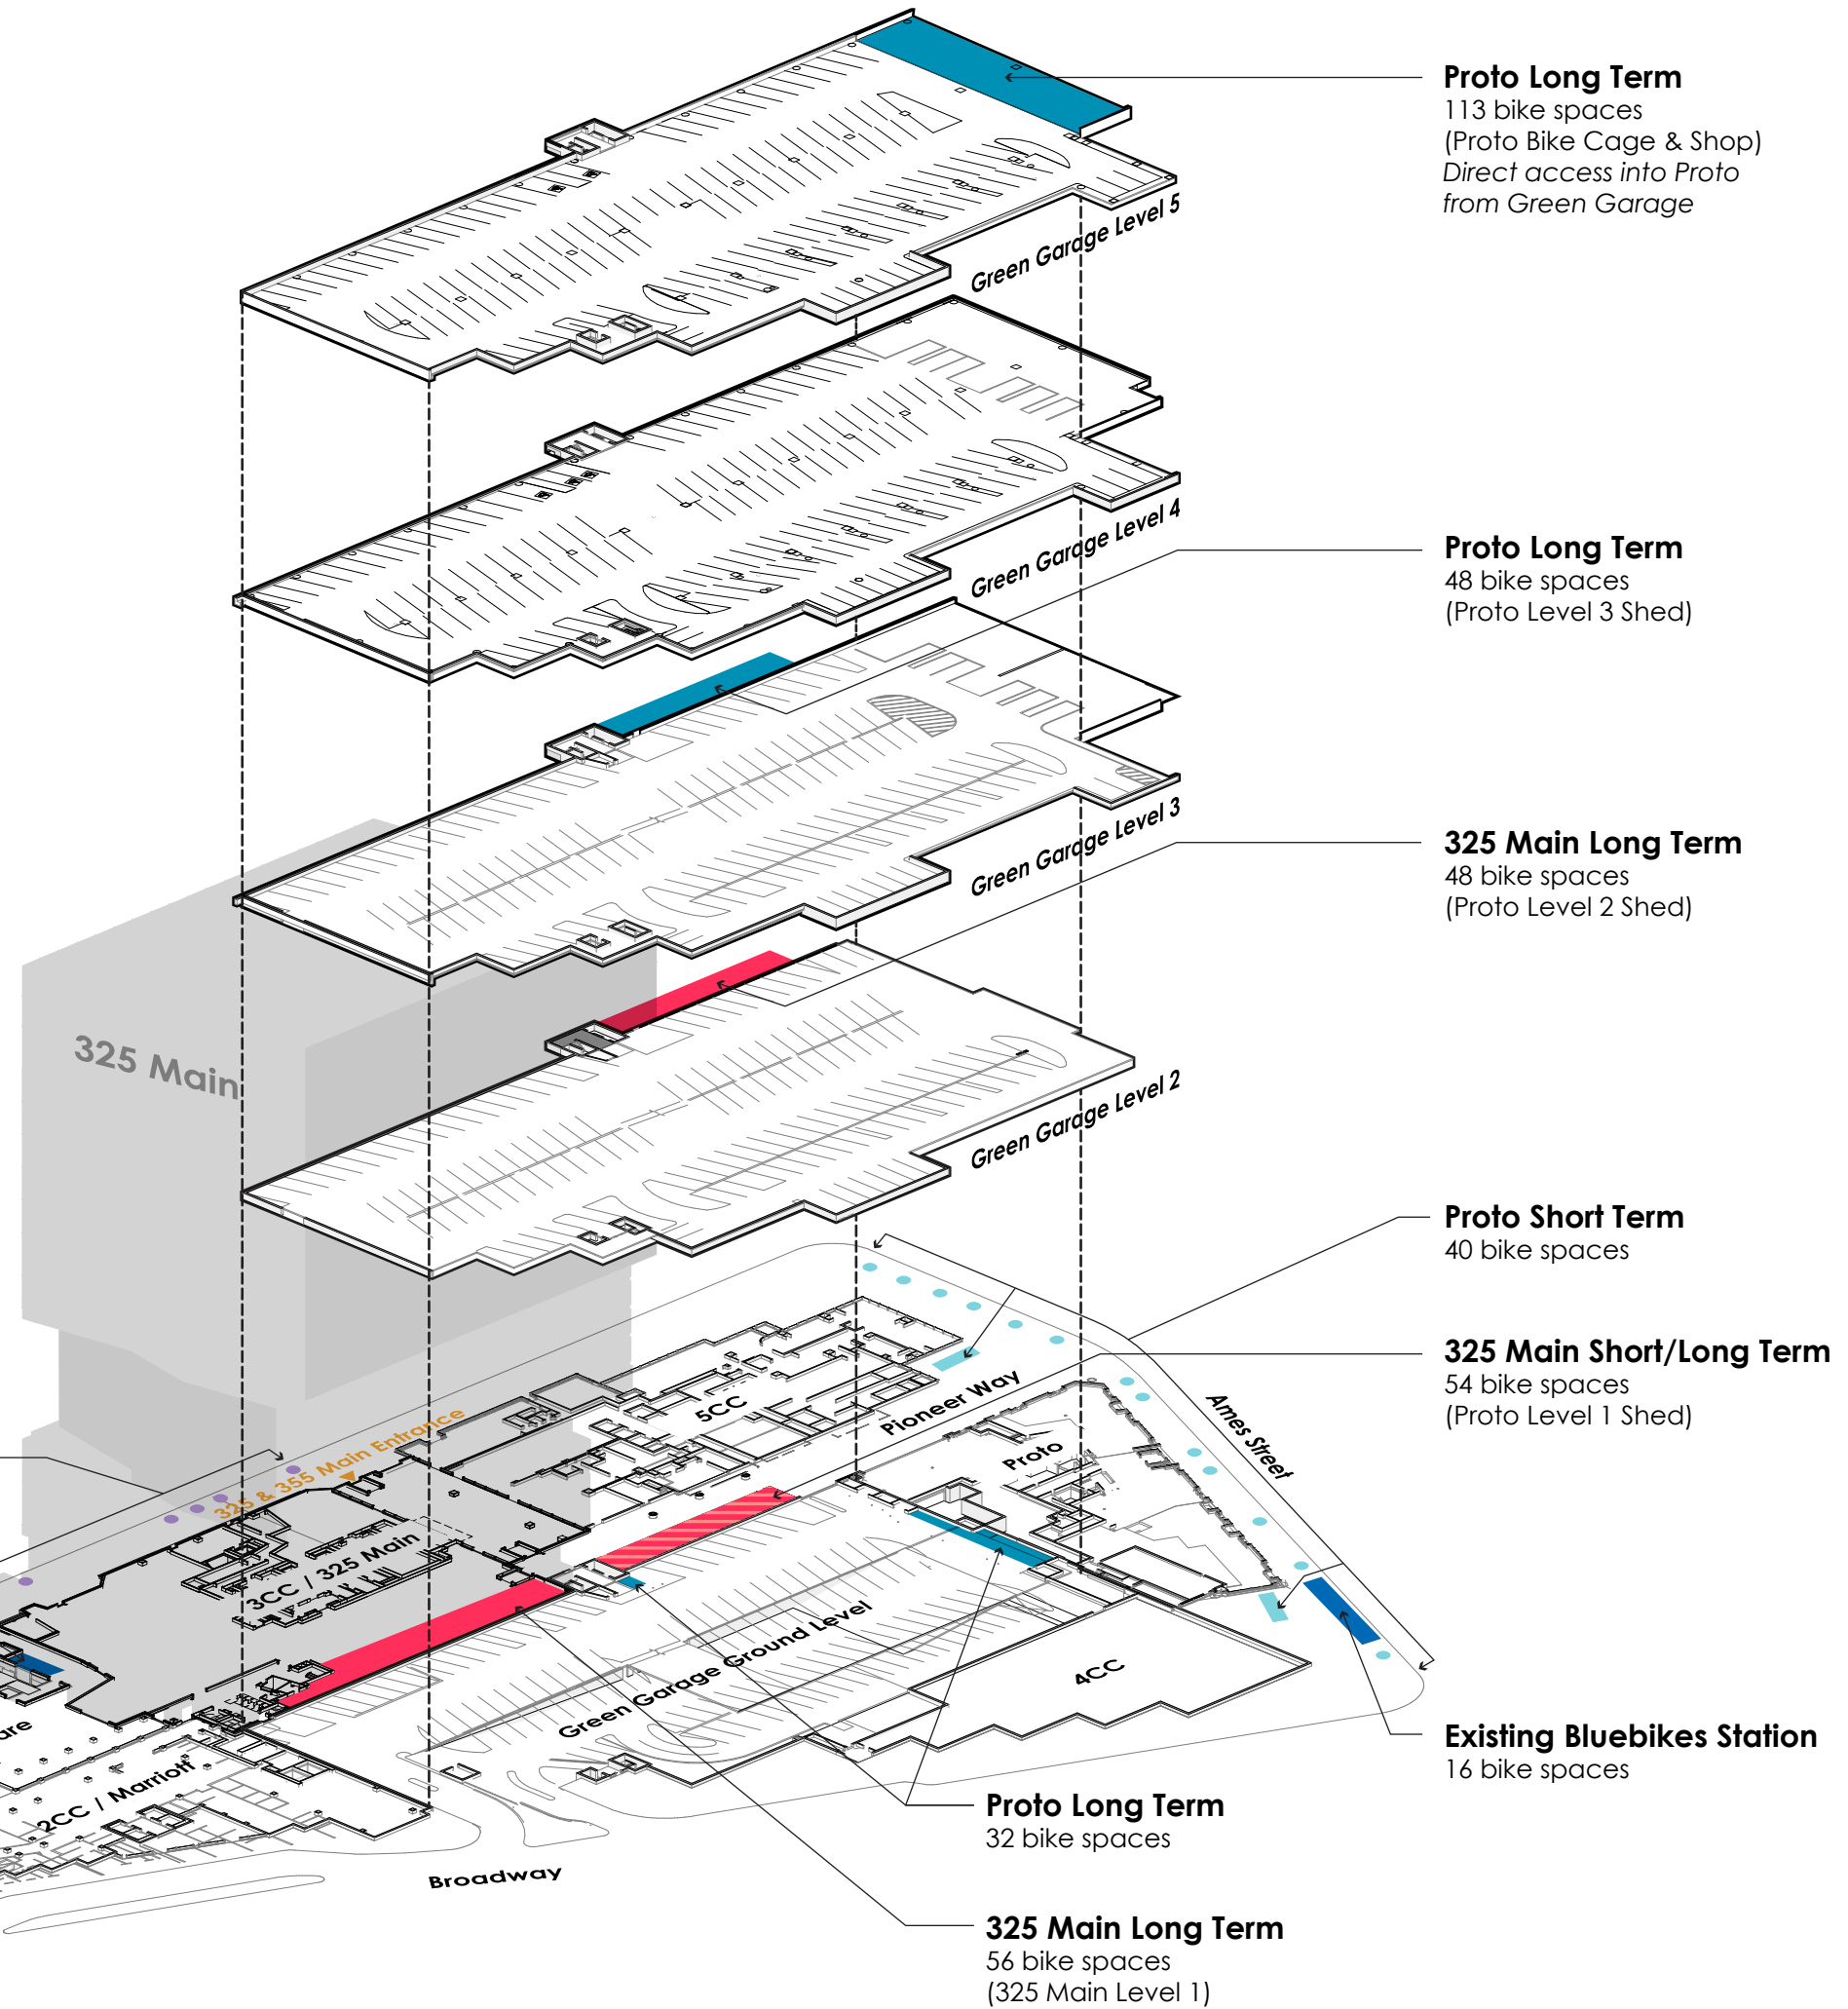 Proto Long Term
113 bike spaces
(Proto Bike Cage & Shop)
Direct access into Proto
from Green Garage
Green Garage Level 5
Green Garage Level 4
Proto Long Term
48 bike spaces
(Proto Level 3 Shed)
Green Garage Level 3
325 Main Long Term
48 bike spaces
(Proto Level 2 Shed)
325 Main
Green Garage Level 2
Proto Short Term
40 bike spaces
325 Main Short/Long Term
54 bike spaces
(Proto Level 1 Shed)
5CC
Pioneer Way
Proto
Ames Street
325 & 355 Main Entrance
3CC / 325 Main
Green Garage Ground Level
4CC
are
2CC / Marriott
Existing Bluebikes Station
16 bike spaces
Proto Long Term
32 bike spaces
Broadway
325 Main Long Term
56 bike spaces
(325 Main Level 1)